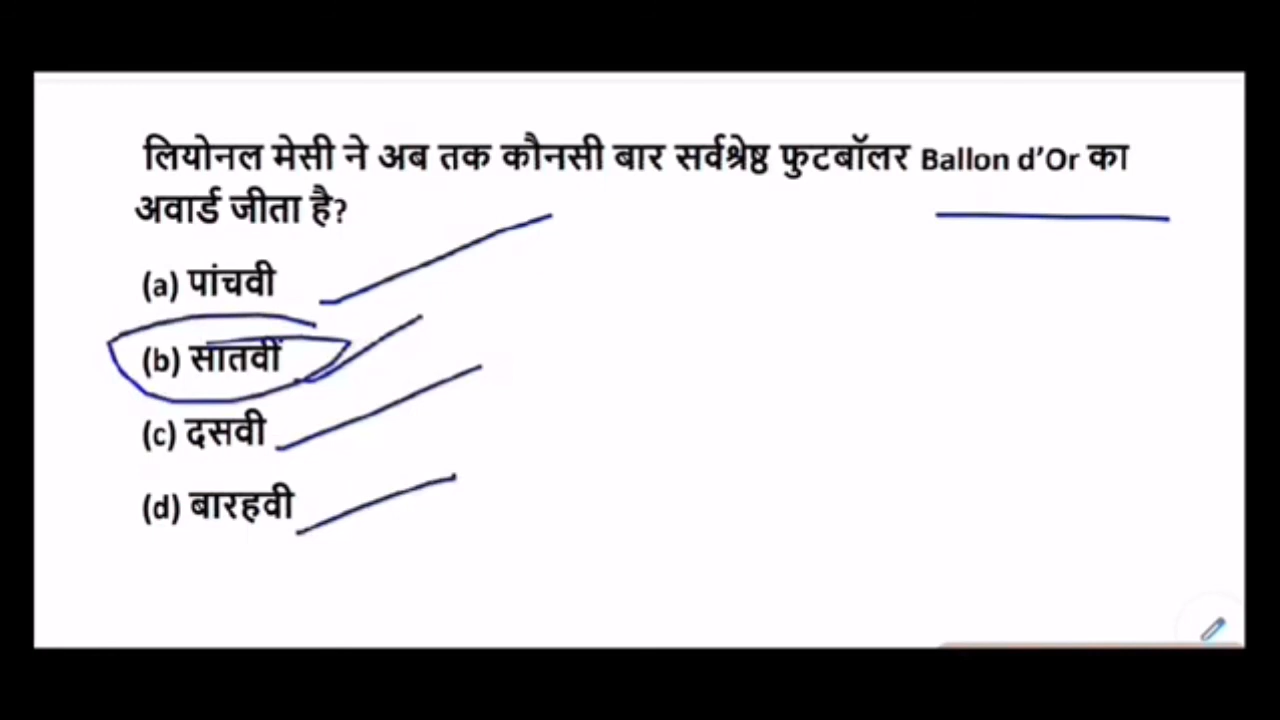 लियोनल मेसी ने अब तक कौनसी बार सर्वश्रेष्ठ फुटबॉलर Ballon d’Or का
अवार्ड जीता है?
(a) पांचवी
(b) सातवीं
(c) दसवी
(d) बारहवी